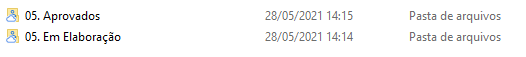 05. Aprovados 28/05/2021 14:15 Pasta de arquivos
05. Em Elaboração 28/05/2021 14:14 Pasta de arquivos